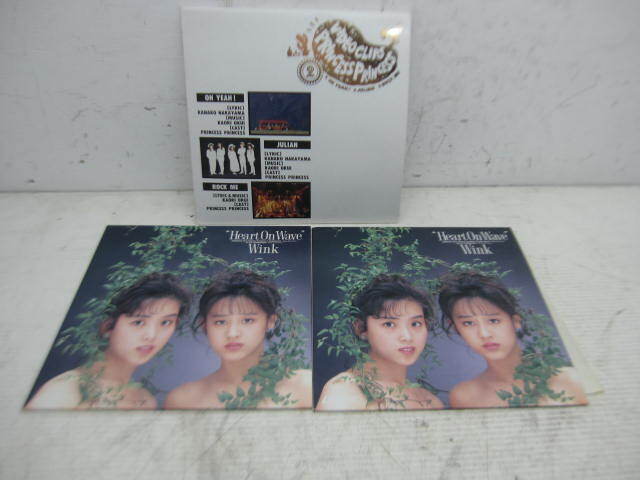 VIDEO CLIPS
PRINCESS PRINCESS
2
OH YEAH!
[LYRIC]
KANAKO NAKAYAMA
[MUSIC]
KAORI OKUI
[CAST]
PRINCESS PRINCESS
JULIAN
[LYRIC]
KANAKO NAKAYAMA
[MUSIC]
KAORI OKUI
[CAST]
PRINCESS PRINCESS
ROCK ME
[LYRIC & MUSIC]
KAORI OKUI
[CAST]
PRINCESS PRINCESS
"Heart On Wave"
Wink
"Heart On Wave"
Wink